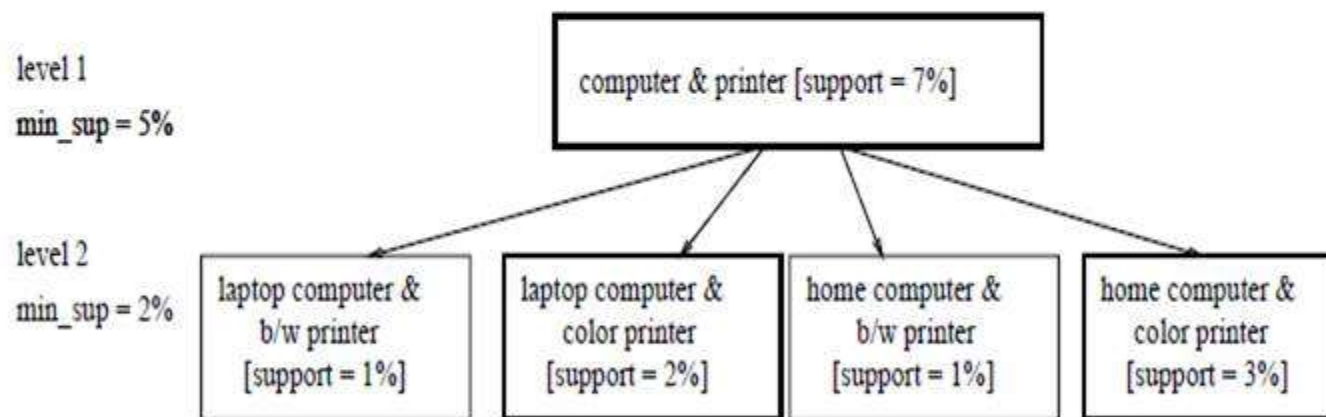 level 1
min_sup = 5%
computer & printer [support = 7%]
level 2
min_sup = 2%
laptop computer &
b/w printer
[support = 1%]
laptop computer &
color printer
[support = 2%]
home computer &
b/w printer
[support = 1%]
home computer &
color printer
[support = 3%]